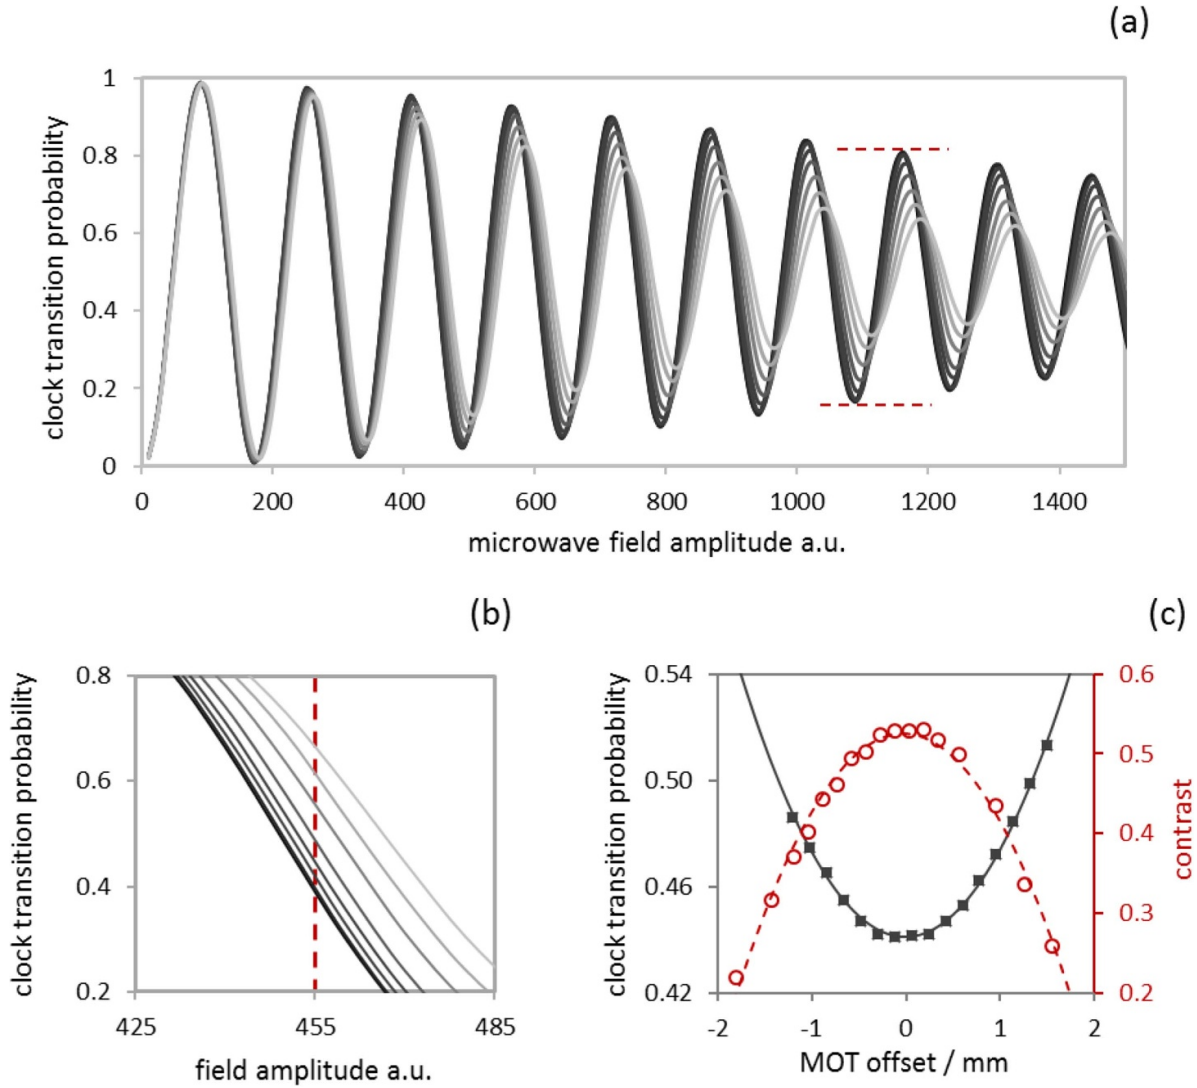 (a)
clock transition probability
1
0.8
0.6
0.4
0.2
0
0 200 400 600 800 1000 1200 1400
microwave field amplitude a.u.
(b)
clock transition probability
0.8
0.6
0.4
0.2
425 455 485
field amplitude a.u.
(c)
clock transition probability
0.54
0.50
0.46
0.42
0.6
0.5
0.4
0.3
0.2
contrast
-2 -1 0 1 2
MOT offset / mm